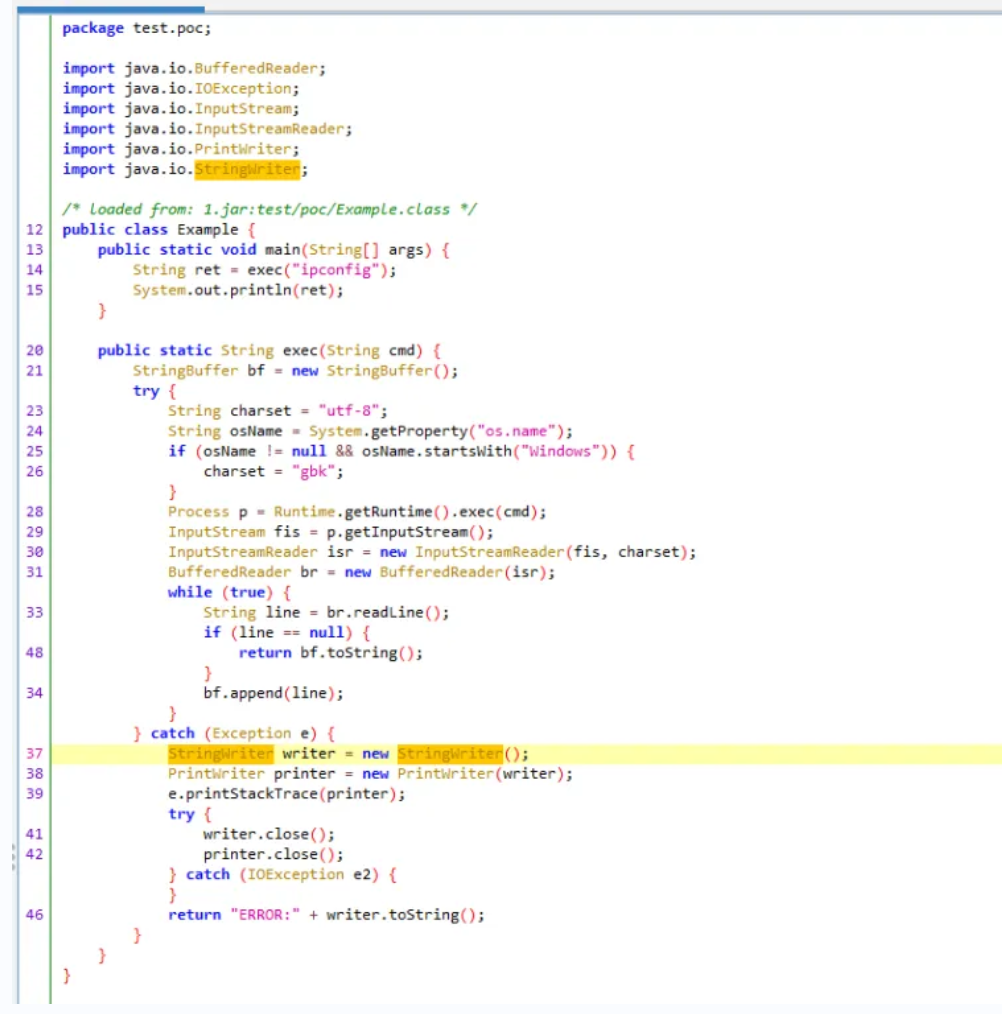 package test.poc;
import java.io.BufferedReader;
import java.io.IOException;
import java.io.InputStream;
import java.io.InputStreamReader;
import java.io.PrintWriter;
import java.io.StringWriter;
/* loaded from: 1.jar:test/poc/Example.class */
12 public class Example {
13 public static void main(String[] args) {
14 String ret = exec("ipconfig");
15 System.out.println(ret);
}
20 public static String exec(String cmd) {
21 StringBuffer bf = new StringBuffer();
try {
23 String charset = "utf-8";
24 String osName = System.getProperty("os.name");
25 if (osName != null && osName.startsWith("Windows")) {
26 charset = "gbk";
}
28 Process p = Runtime.getRuntime().exec(cmd);
29 InputStream fis = p.getInputStream();
30 InputStreamReader isr = new InputStreamReader(fis, charset);
31 BufferedReader br = new BufferedReader(isr);
while (true) {
33 String line = br.readLine();
if (line == null) {
48 return bf.toString();
}
34 bf.append(line);
}
} catch (Exception e) {
37 StringWriter writer = new StringWriter();
38 PrintWriter printer = new PrintWriter(writer);
39 e.printStackTrace(printer);
try {
41 writer.close();
42 printer.close();
} catch (IOException e2) {
}
46 return "ERROR:" + writer.toString();
}
}
}